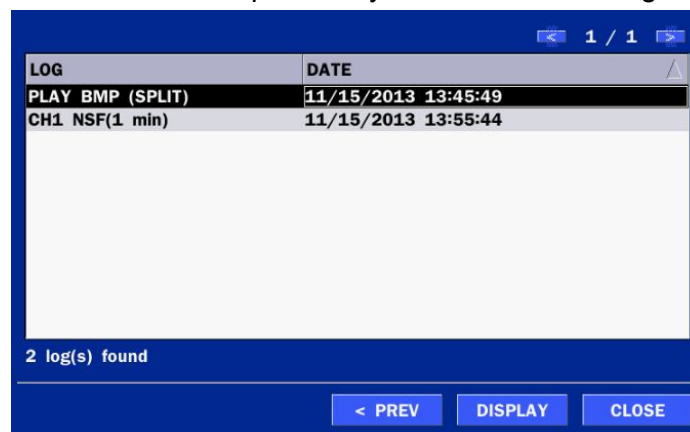 < 1 / 1 >
LOG DATE
PLAY BMP (SPLIT) 11/15/2013 13:45:49
CH1 NSF(1 min) 11/15/2013 13:55:44
2 log(s) found
< PREV DISPLAY CLOSE